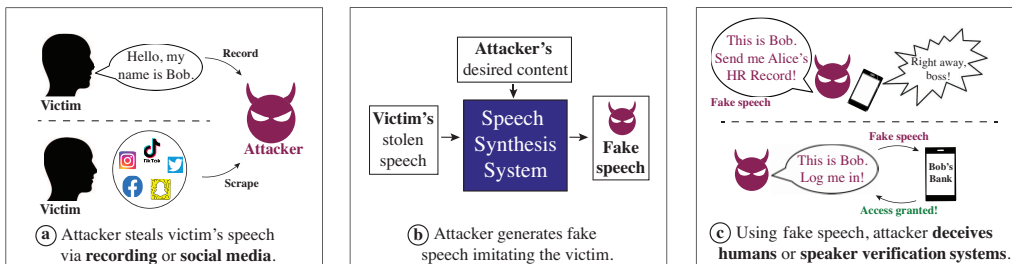 Hello, my
name is Bob.
Record
Victim
Attacker
TikTok
Scrape
Victim
a Attacker steals victim's speech
via recording or social media.
Attacker's
desired content
Victim's
stolen
speech
Speech
Synthesis
System
Fake
speech
b Attacker generates fake
speech imitating the victim.
This is Bob.
Send me Alice's
HR Record!
Fake speech
Right away,
boss!
Fake speech
This is Bob.
Log me in!
Bob's
Bank
Access granted!
c Using fake speech, attacker deceives
humans or speaker verification systems.